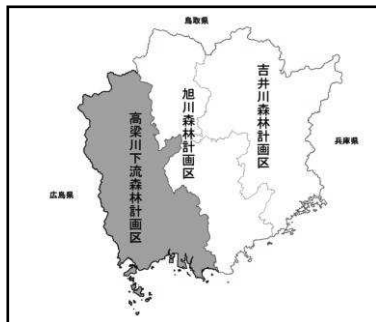 鳥取県
吉井川森林計画区
旭川森林計画区
高梁川下流森林計画区
兵庫県
広島県